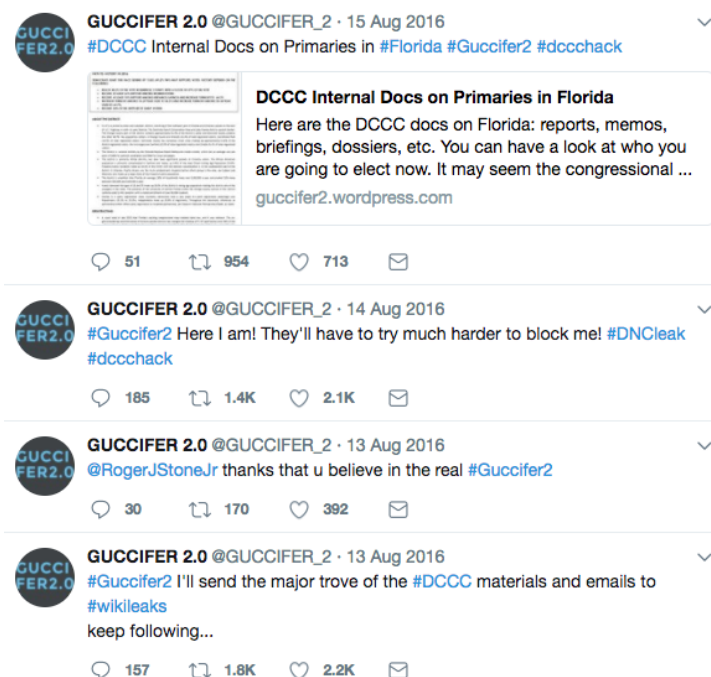 GUCCIFER 2.0 @GUCCIFER_2 · 15 Aug 2016
#DCCC Internal Docs on Primaries in #Florida #Guccifer2 #dccchack
DCCC Internal Docs on Primaries in Florida
Here are the DCCC docs on Florida: reports, memos,
briefings, dossiers, etc. You can have a look at who you
are going to elect now. It may seem the congressional ...
guccifer2.wordpress.com
51 954 713
GUCCI
FER2.0
GUCCIFER 2.0 @GUCCIFER_2 · 14 Aug 2016
#Guccifer2 Here I am! They'll have to try much harder to block me! #DNCleak
#dccchack
185 1.4K 2.1K
GUCCI
FER2.0
GUCCIFER 2.0 @GUCCIFER_2 · 13 Aug 2016
@RogerJStoneJr thanks that u believe in the real #Guccifer2
30 170 392
GUCCI
FER2.0
GUCCIFER 2.0 @GUCCIFER_2 · 13 Aug 2016
#Guccifer2 I'll send the major trove of the #DCCC materials and emails to
#wikileaks
keep following...
157 1.8K 2.2K
GUCCI
FER2.0